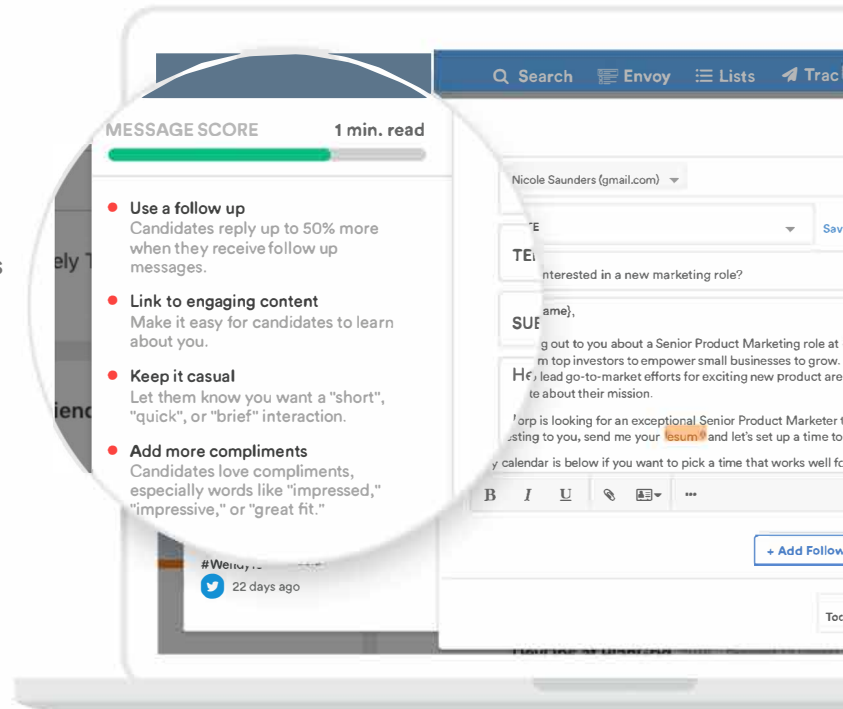 Search Envoy Lists
MESSAGE SCORE 1 min. read
Nicole Saunders (gmail.com)
Use a follow up
Candidates reply up to 50% more
when they receive follow up
messages.
Link to engaging content
Make it easy for candidates to learn
about you.
Keep it casual
Let them know you want a "short",
"quick", or "brief" interaction.
Add more compliments
Candidates love compliments,
especially words like "impressed,"
"impressive," or "great fit."
in a new marketing role?
out to you about a Senior Product Marketing role at
top investors to empower small businesses to grow.
lead go-to-market efforts for exciting new product
about their mission.
is looking for an exceptional Senior Product Marketer
to you, send me your and let's set up a time to
calendar is below if you want to pick a time that works well
B I U
+ Add
22 days ago